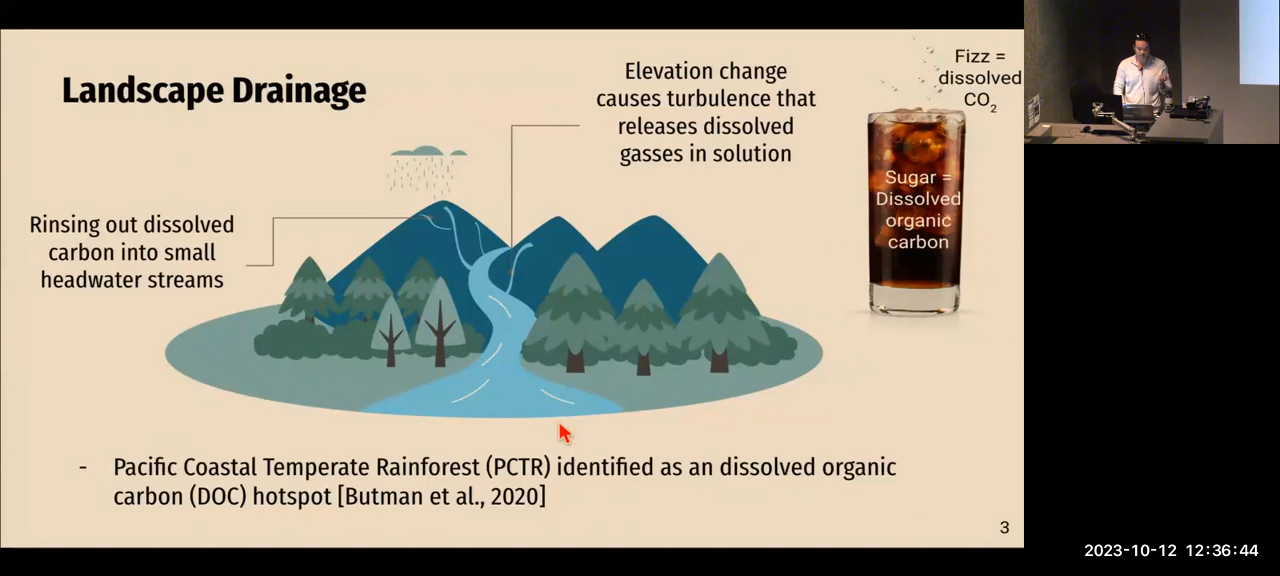 Landscape Drainage
Elevation change
causes turbulence that
releases dissolved
gasses in solution
Fizz =
dissolved
CO2
Sugar =
Dissolved
organic
carbon
Rinsing out dissolved
carbon into small
headwater streams
- Pacific Coastal Temperate Rainforest (PCTR) identified as an dissolved organic
carbon (DOC) hotspot [Butman et al., 2020]
3
2023-10-12 12:36:44